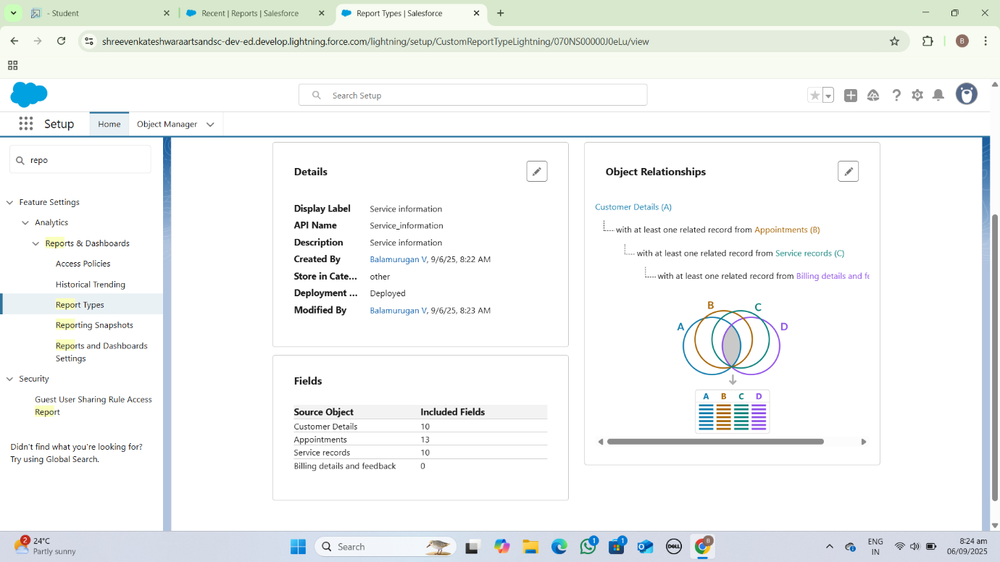 - Student
Recent | Reports | Salesforce
Report Types | Salesforce
shreevenkateshwaraartsandsc-dev-ed.develop.lightning.force.com/lightning/setup/CustomReportTypeLightning/070NS00000J0eLu/view
B
Search Setup
Setup
Home
Object Manager
repo
Feature Settings
Analytics
Reports & Dashboards
Access Policies
Historical Trending
Report Types
Reporting Snapshots
Reports and Dashboards
Settings
Security
Guest User Sharing Rule Access
Report
Didn't find what you're looking for?
Try using Global Search.
Details
Display Label Service information
API Name Service_information
Description Service information
Created By Balamurugan V, 9/6/25, 8:22 AM
Store in Cate... other
Deployment ... Deployed
Modified By Balamurugan V, 9/6/25, 8:23 AM
Fields
Source Object Included Fields
Customer Details 10
Appointments 13
Service records 10
Billing details and feedback 0
Object Relationships
Customer Details (A)
with at least one related record from Appointments (B)
with at least one related record from Service records (C)
with at least one related record from Billing details and fe
B
C
A
D
A B C D
2
24°C
Partly sunny
Search
1
1
DELL
B
ENG
IN
8:24 am
06/09/2025